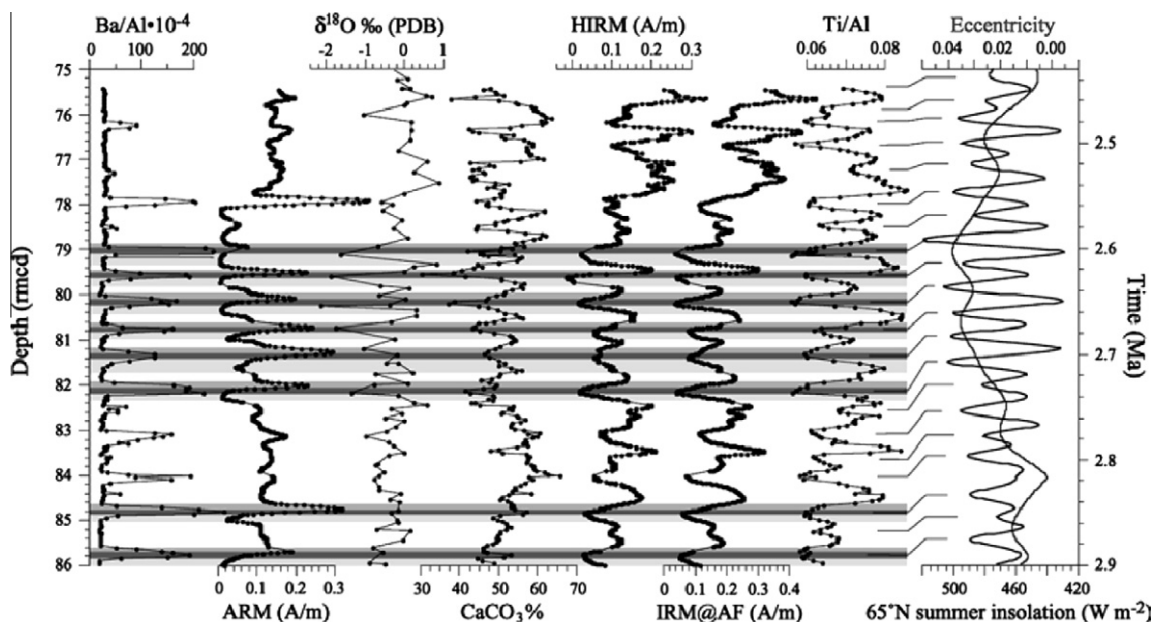 Ba/Al•10⁻⁴ δ¹⁸O ‰ (PDB) HIRM (A/m) Ti/Al Eccentricity
0 100 200 -2 -1 0 1 0 0.1 0.2 0.3 0.06 0.08 0.04 0.02 0.00
75
76
77
78
79
80
81
82
83
84
85
86
Depth (rmcd)
2.5
2.6
2.7
2.8
2.9
Time (Ma)
0 0.1 0.2 0.3 30 40 50 60 70 0 0.1 0.2 0.3 0.4 500 460 420
ARM (A/m) CaCO₃% IRM@AF (A/m) 65°N summer insolation (W m⁻²)